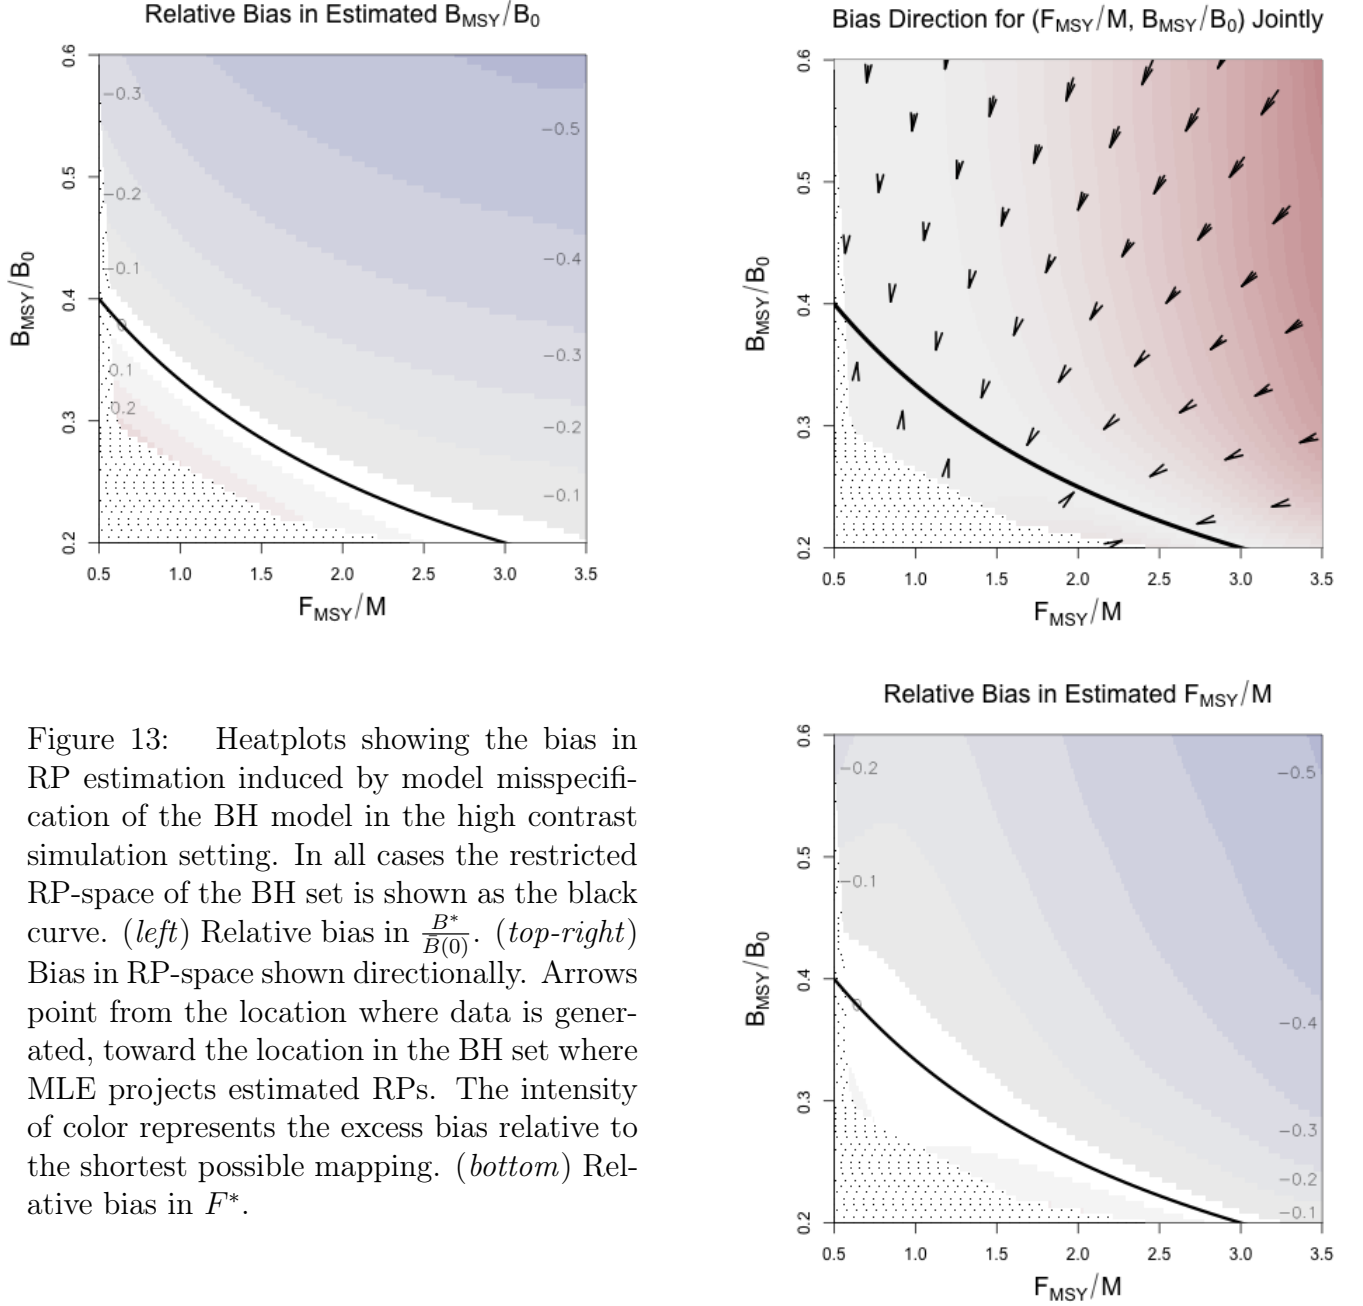 Relative Bias in Estimated B_MSY/B_0
B_MSY/B_0
0.6
0.5
0.4
0.3
0.2
−0.3
−0.2
−0.1
0
0.1
0.2
−0.5
−0.4
−0.3
−0.2
−0.1
0.5 1.0 1.5 2.0 2.5 3.0 3.5
F_MSY/M
Bias Direction for (F_MSY/M, B_MSY/B_0) Jointly
B_MSY/B_0
0.6
0.5
0.4
0.3
0.2
0.5 1.0 1.5 2.0 2.5 3.0 3.5
F_MSY/M
Figure 13: Heatplots showing the bias in
RP estimation induced by model misspecifi-
cation of the BH model in the high contrast
simulation setting. In all cases the restricted
RP-space of the BH set is shown as the black
curve. (left) Relative bias in B*/B̄(0). (top-right)
Bias in RP-space shown directionally. Arrows
point from the location where data is gener-
ated, toward the location in the BH set where
MLE projects estimated RPs. The intensity
of color represents the excess bias relative to
the shortest possible mapping. (bottom) Rel-
ative bias in F*.
Relative Bias in Estimated F_MSY/M
B_MSY/B_0
0.6
0.5
0.4
0.3
0.2
−0.2
−0.1
0
−0.5
−0.4
−0.3
−0.2
−0.1
0.5 1.0 1.5 2.0 2.5 3.0 3.5
F_MSY/M